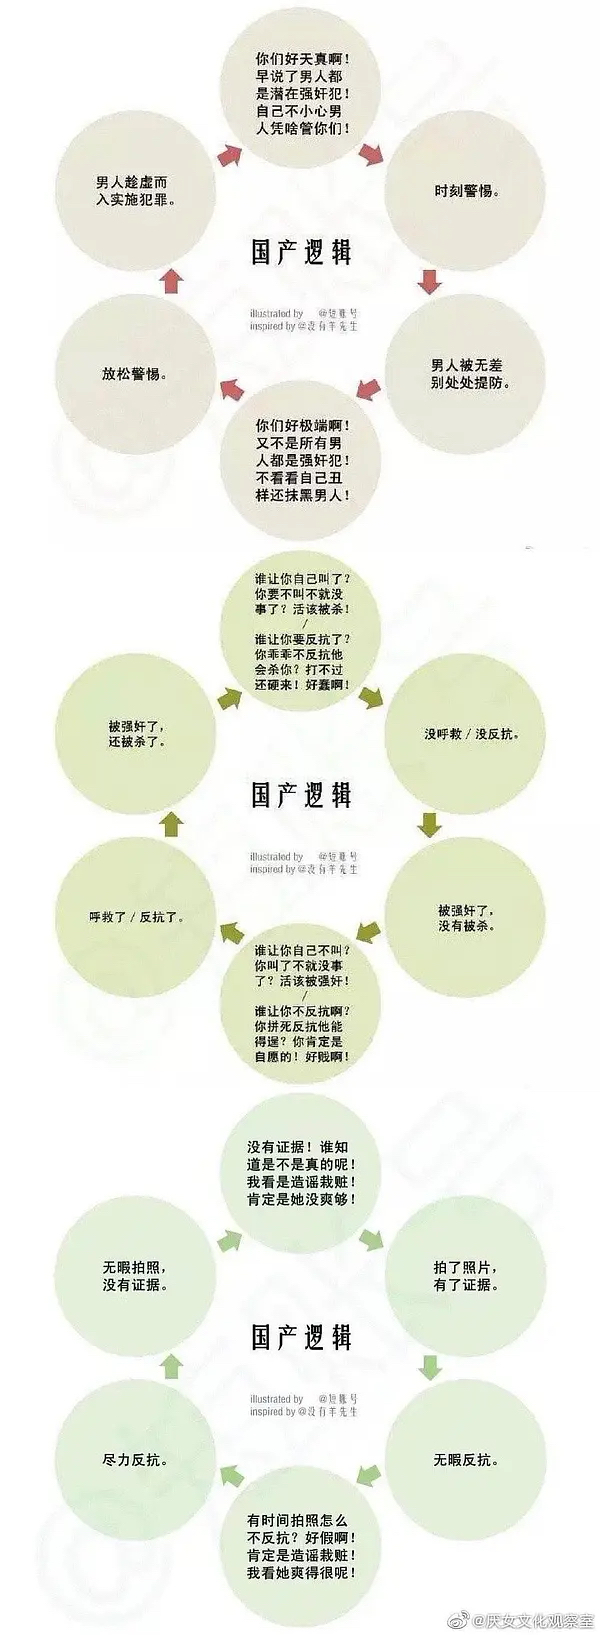 你们好天真啊！
早说了男人都
是潜在强奸犯！
自己不小心男
人凭啥管你们！
时刻警惕。
男人被无差
别处处提防。
你们好极端啊！
又不是所有男
人都是强奸犯！
不看看自己丑
样还抹黑男人！
放松警惕。
男人趁虚而
入实施犯罪。
国产逻辑
illustrated by @短账号
inspired by @没有羊先生
谁让你自己叫了？
你要不叫不就没
事了？活该被杀！
/
谁让你要反抗了？
你乖乖不反抗他
会杀你？打不过
还硬来！好蠢啊！
没呼救/没反抗。
被强奸了，
没有被杀。
谁让你自己不叫？
你叫了不就没事
了？活该被强奸！
/
谁让你不反抗啊？
你拼死反抗他能
得逞？你肯定是
自愿的！好贱啊！
呼救了/反抗了。
被强奸了，
还被杀了。
国产逻辑
illustrated by @短账号
inspired by @没有羊先生
没有证据！谁知
道是不是真的呢！
我看是造谣栽赃！
肯定是她没爽够！
拍了照片，
有了证据。
无暇反抗。
有时间拍照怎么
不反抗？好假啊！
肯定是造谣栽赃！
我看她爽得很呢！
尽力反抗。
无暇拍照，
没有证据。
国产逻辑
illustrated by @短账号
inspired by @没有羊先生
@厌女文化观察室